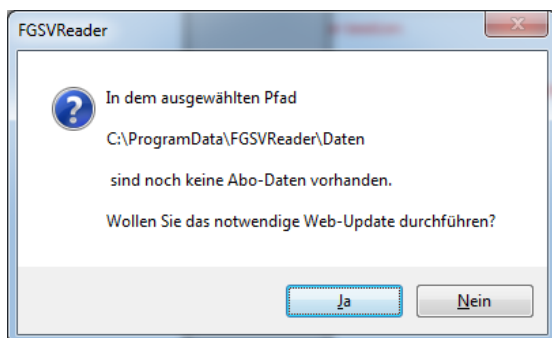 FGSVReader
In dem ausgewählten Pfad
C:\ProgramData\FGSVReader\Daten
sind noch keine Abo-Daten vorhanden.
Wollen Sie das notwendige Web-Update durchführen?
Ja
Nein